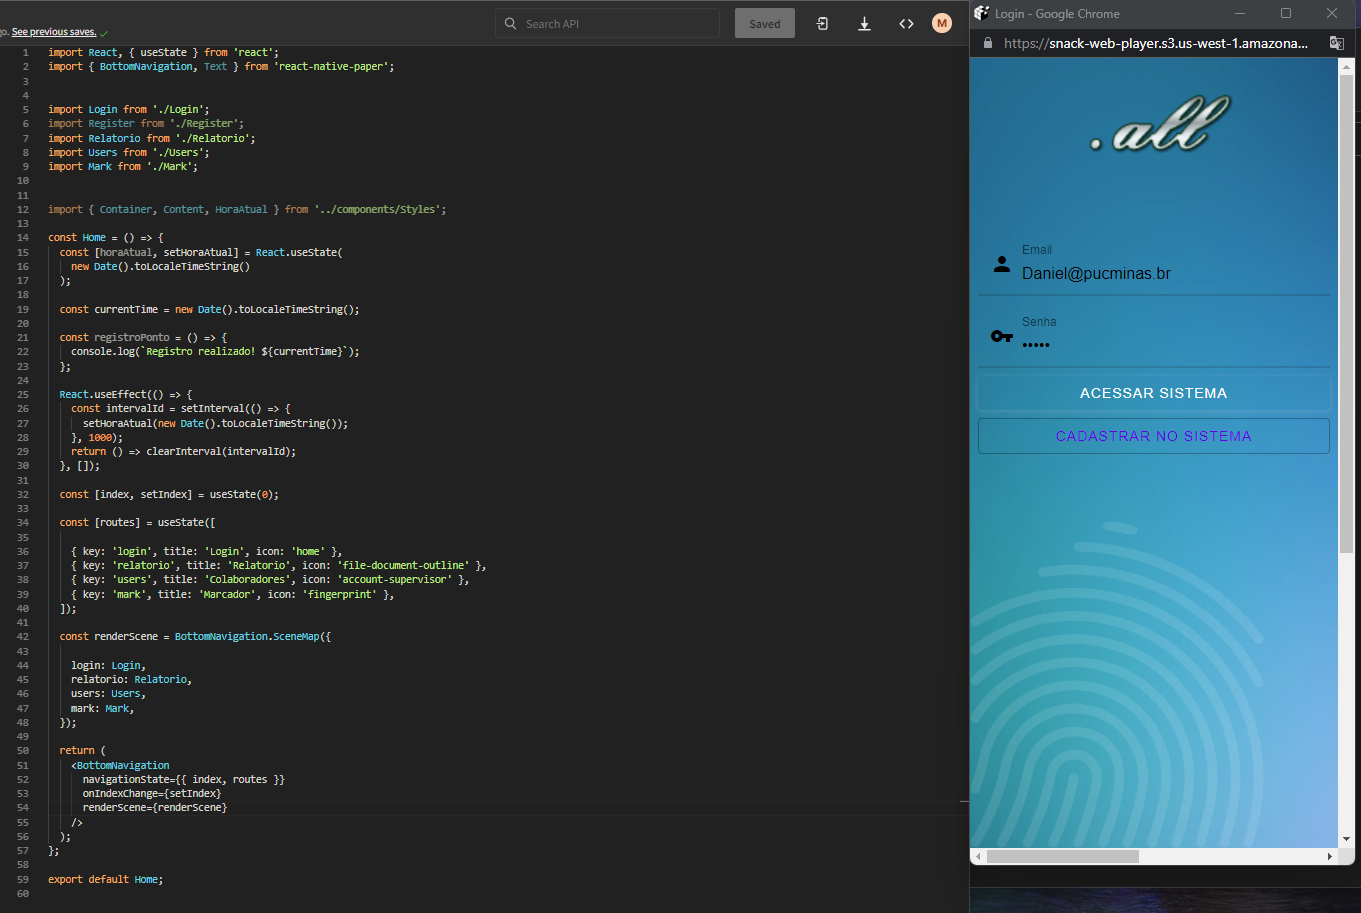 go. See previous saves.
Search API
Saved
M
1 import React, { useState } from 'react';
2 import { BottomNavigation, Text } from 'react-native-paper';
3
4
5 import Login from './Login';
6 import Register from './Register';
7 import Relatorio from './Relatorio';
8 import Users from './Users';
9 import Mark from './Mark';
10
11
12 import { Container, Content, HoraAtual } from '../components/Styles';
13
14 const Home = () => {
15 const [horaAtual, setHoraAtual] = React.useState(
16 new Date().toLocaleTimeString()
17 );
18
19 const currentTime = new Date().toLocaleTimeString();
20
21 const registroPonto = () => {
22 console.log(`Registro realizado! ${currentTime}`);
23 };
24
25 React.useEffect(() => {
26 const intervalId = setInterval(() => {
27 setHoraAtual(new Date().toLocaleTimeString());
28 }, 1000);
29 return () => clearInterval(intervalId);
30 }, []);
31
32 const [index, setIndex] = useState(0);
33
34 const [routes] = useState([
35
36 { key: 'login', title: 'Login', icon: 'home' },
37 { key: 'relatorio', title: 'Relatorio', icon: 'file-document-outline' },
38 { key: 'users', title: 'Colaboradores', icon: 'account-supervisor' },
39 { key: 'mark', title: 'Marcador', icon: 'fingerprint' },
40 ]);
41
42 const renderScene = BottomNavigation.SceneMap({
43
44 login: Login,
45 relatorio: Relatorio,
46 users: Users,
47 mark: Mark,
48 });
49
50 return (
51 <BottomNavigation
52 navigationState={{ index, routes }}
53 onIndexChange={setIndex}
54 renderScene={renderScene}
55 />
56 );
57 };
58
59 export default Home;
60
Login - Google Chrome
https://snack-web-player.s3.us-west-1.amazona...
.all
Email
Daniel@pucminas.br
Senha
•••••
ACESSAR SISTEMA
CADASTRAR NO SISTEMA